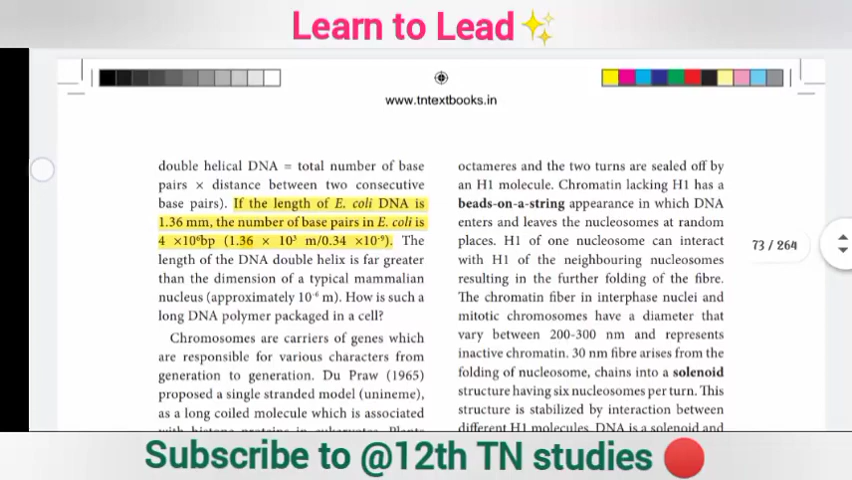 Learn to Lead✨
www.tntextbooks.in
double helical DNA = total number of base
pairs × distance between two consecutive
base pairs). If the length of E. coli DNA is
1.36 mm, the number of base pairs in E. coli is
4 ×10⁶bp (1.36 × 10³ m/0.34 ×10⁻⁹). The
length of the DNA double helix is far greater
than the dimension of a typical mammalian
nucleus (approximately 10⁻⁶ m). How is such a
long DNA polymer packaged in a cell?
Chromosomes are carriers of genes which
are responsible for various characters from
generation to generation. Du Praw (1965)
proposed a single stranded model (unineme),
as a long coiled molecule which is associated
with histone proteins in eukaryotes. Plants
octameres and the two turns are sealed off by
an H1 molecule. Chromatin lacking H1 has a
beads-on-a-string appearance in which DNA
enters and leaves the nucleosomes at random
places. H1 of one nucleosome can interact
with H1 of the neighbouring nucleosomes
resulting in the further folding of the fibre.
The chromatin fiber in interphase nuclei and
mitotic chromosomes have a diameter that
vary between 200-300 nm and represents
inactive chromatin. 30 nm fibre arises from the
folding of nucleosome, chains into a solenoid
structure having six nucleosomes per turn. This
structure is stabilized by interaction between
different H1 molecules. DNA is a solenoid and
73 / 264
Subscribe to @12th TN studies 🔴